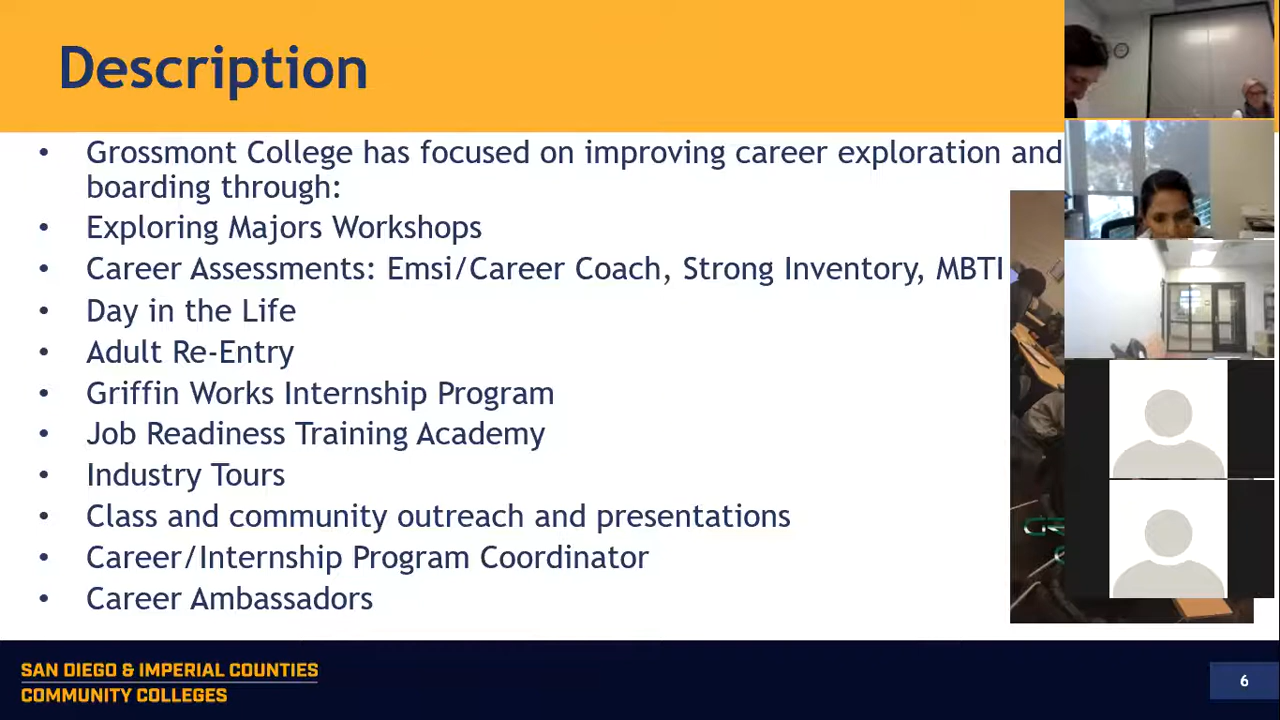 Description
• Grossmont College has focused on improving career exploration and
boarding through:
• Exploring Majors Workshops
• Career Assessments: Emsi/Career Coach, Strong Inventory, MBTI
• Day in the Life
• Adult Re-Entry
• Griffin Works Internship Program
• Job Readiness Training Academy
• Industry Tours
• Class and community outreach and presentations
• Career/Internship Program Coordinator
• Career Ambassadors
SAN DIEGO & IMPERIAL COUNTIES
COMMUNITY COLLEGES
6